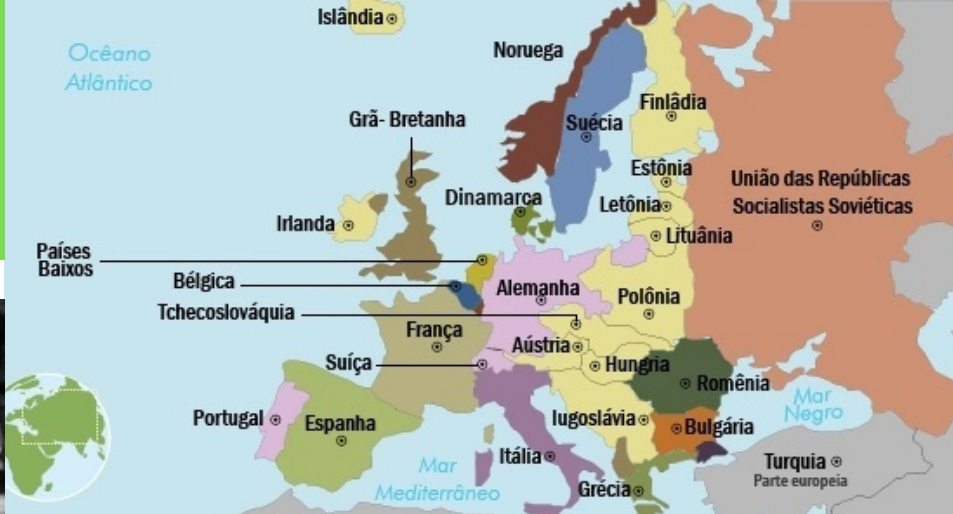 Islândia
Ocêano
Atlântico
Noruega
Finlâdia
Grã- Bretanha
Suécia
Estônia
União das Repúblicas
Socialistas Soviéticas
Dinamarca
Letônia
Irlanda
Lituânia
Países
Baixos
Bélgica
Alemanha
Polônia
Tchecoslováquia
França
Aústria
Suíça
Hungria
Romênia
Mar
Negro
Portugal
Espanha
Iugoslávia
Bulgária
Itália
Mar
Mediterrâneo
Grécia
Turquia
Parte europeia